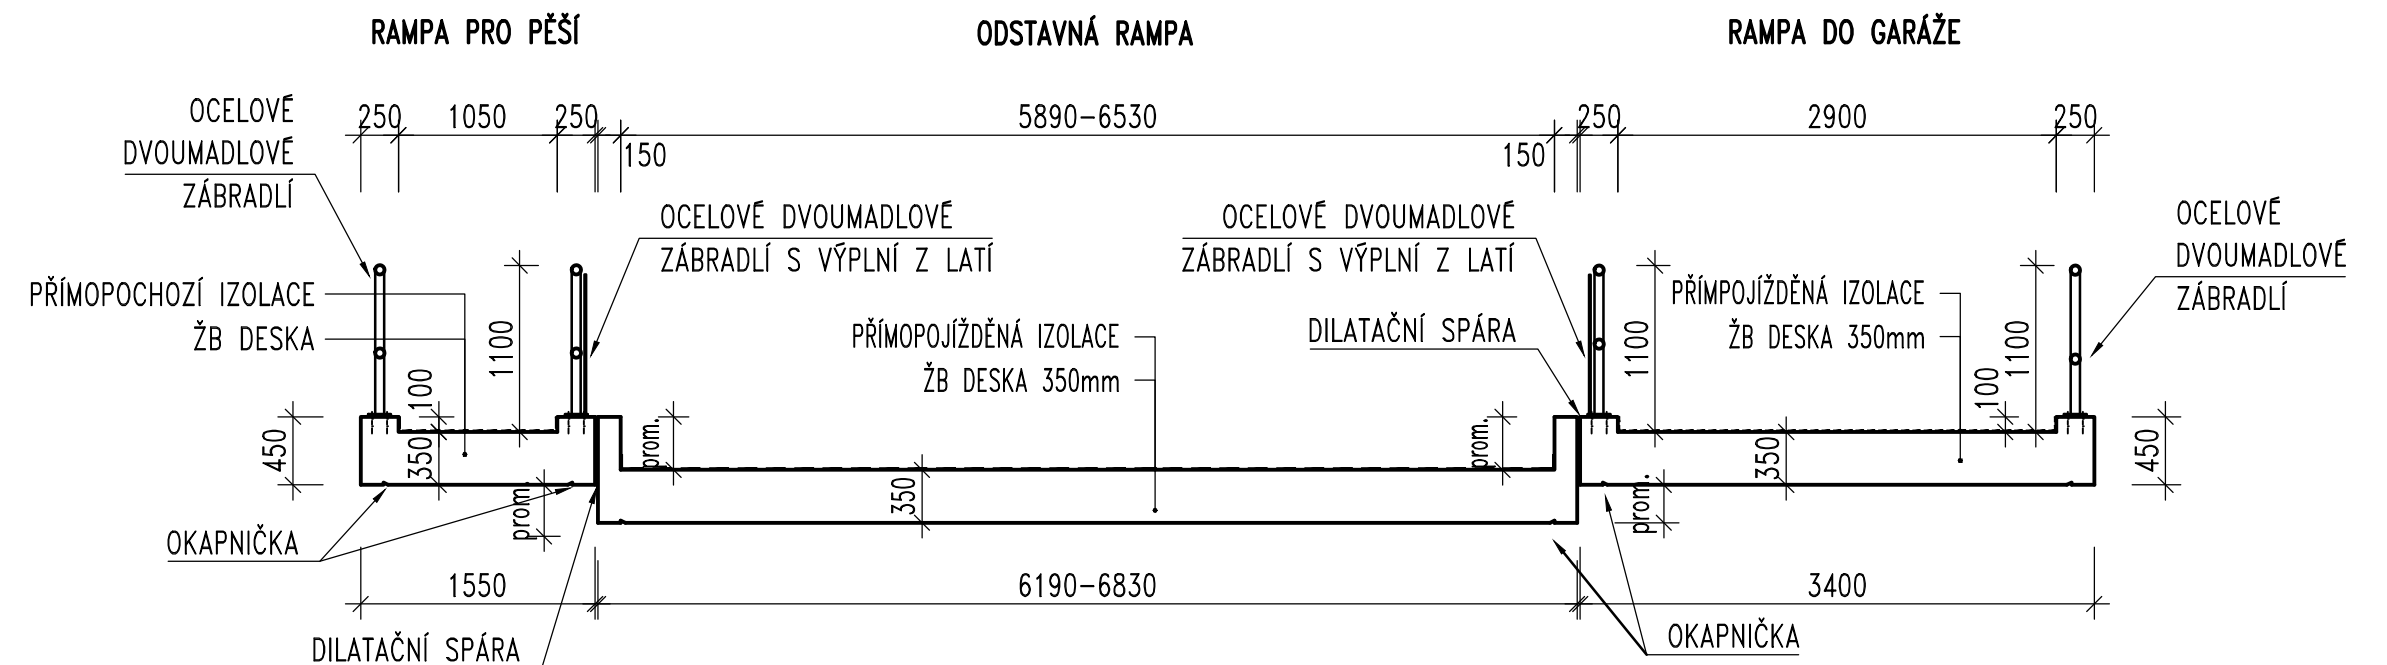 RAMPA PRO PĚŠÍ
ODSTAVNÁ RAMPA
RAMPA DO GARÁŽE
250
1050
250
150
5890-6530
150
250
2900
250
OCELOVÉ
DVOUMADLOVÉ
ZÁBRADLÍ
OCELOVÉ DVOUMADLOVÉ
ZÁBRADLÍ S VÝPLNÍ Z LATÍ
OCELOVÉ DVOUMADLOVÉ
ZÁBRADLÍ S VÝPLNÍ Z LATÍ
OCELOVÉ
DVOUMADLOVÉ
ZÁBRADLÍ
PŘÍMOPOCHOZÍ IZOLACE
ŽB DESKA
PŘÍMOPOJÍŽDĚNÁ IZOLACE
ŽB DESKA 350mm
DILATAČNÍ SPÁRA
PŘÍMPOJÍŽDĚNÁ IZOLACE
ŽB DESKA 350mm
1100
100
1100
100
1100
450
350
prom.
prom.
350
prom.
prom.
350
450
OKAPNIČKA
1550
6190-6830
3400
DILATAČNÍ SPÁRA
OKAPNIČKA